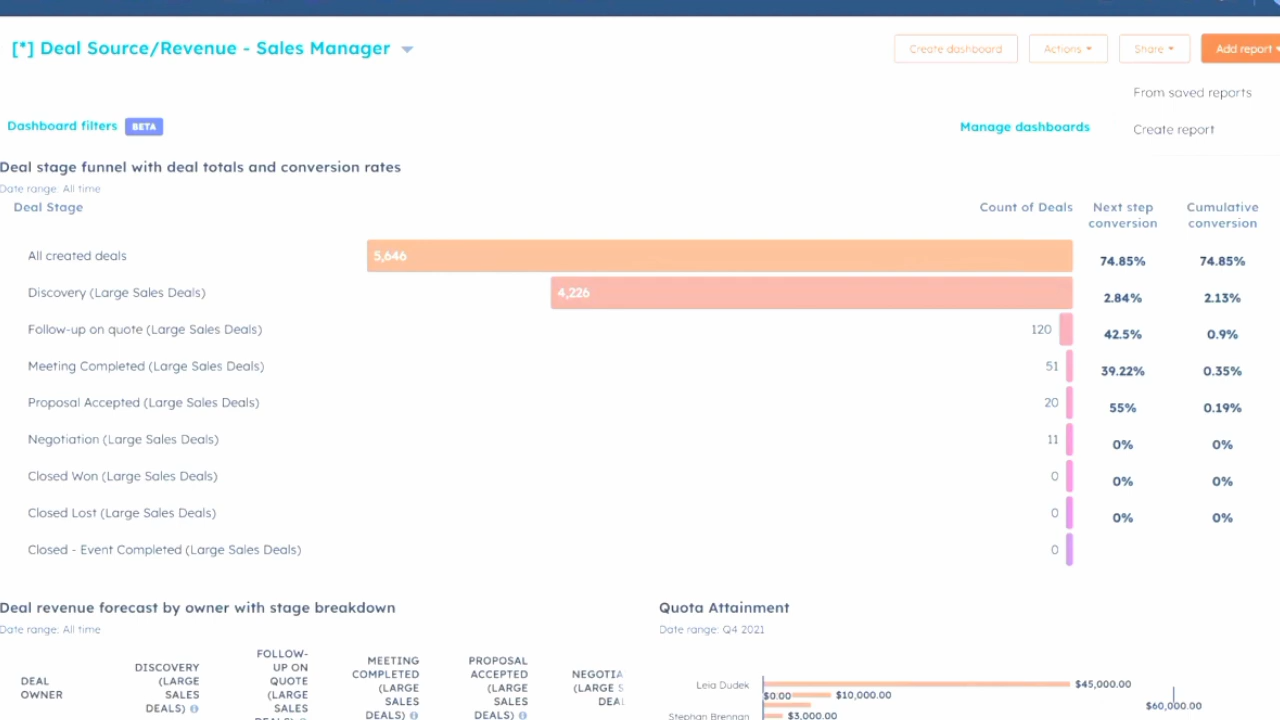 [*] Deal Source/Revenue - Sales Manager
Create dashboard Actions Share Add report
From saved reports
Create report
Dashboard filters BETA
Manage dashboards
Deal stage funnel with deal totals and conversion rates
Date range: All time
Deal Stage Count of Deals Next step conversion Cumulative conversion
All created deals 5,646 74.85% 74.85%
Discovery (Large Sales Deals) 4,226 2.84% 2.13%
Follow-up on quote (Large Sales Deals) 120 42.5% 0.9%
Meeting Completed (Large Sales Deals) 51 39.22% 0.35%
Proposal Accepted (Large Sales Deals) 20 55% 0.19%
Negotiation (Large Sales Deals) 11 0% 0%
Closed Won (Large Sales Deals) 0 0% 0%
Closed Lost (Large Sales Deals) 0 0% 0%
Closed - Event Completed (Large Sales Deals) 0
Deal revenue forecast by owner with stage breakdown
Date range: All time
DEAL OWNER
DISCOVERY (LARGE SALES DEALS)
FOLLOW-UP ON QUOTE (LARGE SALES
MEETING COMPLETED (LARGE SALES DEALS)
PROPOSAL ACCEPTED (LARGE SALES DEALS)
NEGOTIA
(LARGE S
DEAL
Quota Attainment
Date range: Q4 2021
Leia Dudek $45,000.00
$0.00 $10,000.00
$60,000.00
Stephan Brennan $3,000.00